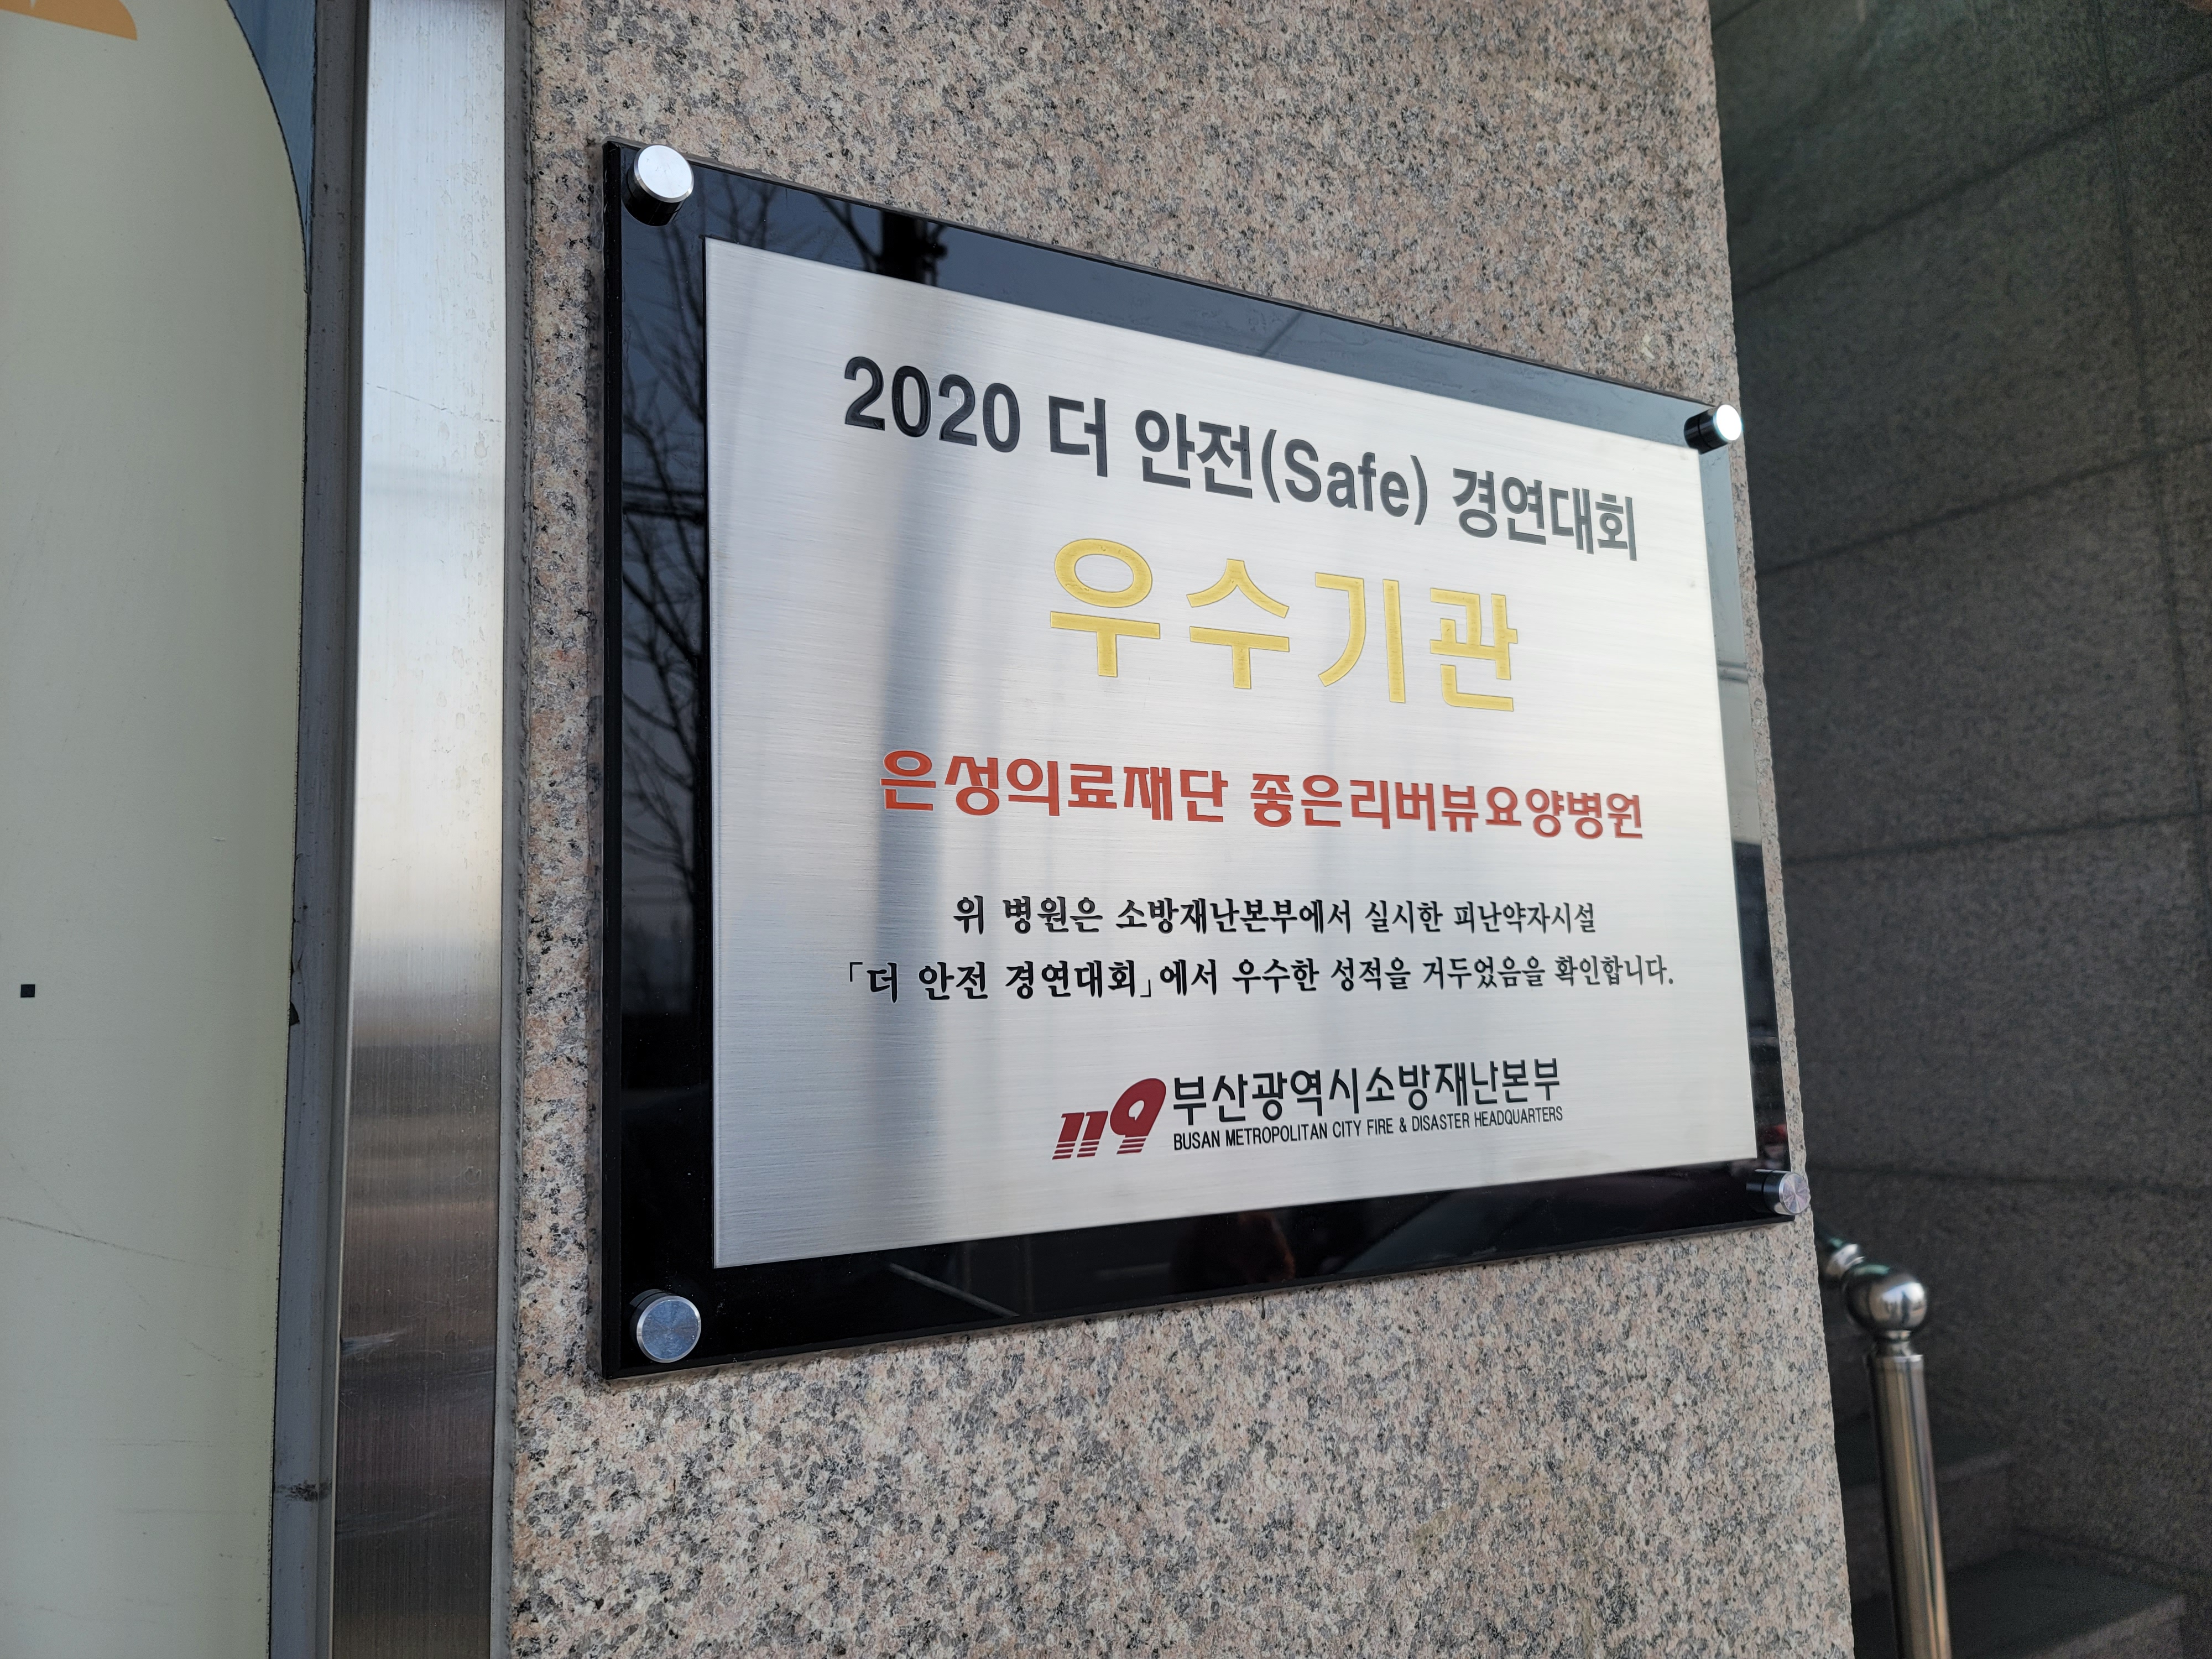 2020 더 안전(Safe) 경연대회
우수기관
은성의료재단 좋은리버뷰요양병원
위 병원은 소방재난본부에서 실시한 피난약자시설
「더 안전 경연대회」에서 우수한 성적을 거두었음을 확인합니다.
119 부산광역시소방재난본부
BUSAN METROPOLITAN CITY FIRE & DISASTER HEADQUARTERS